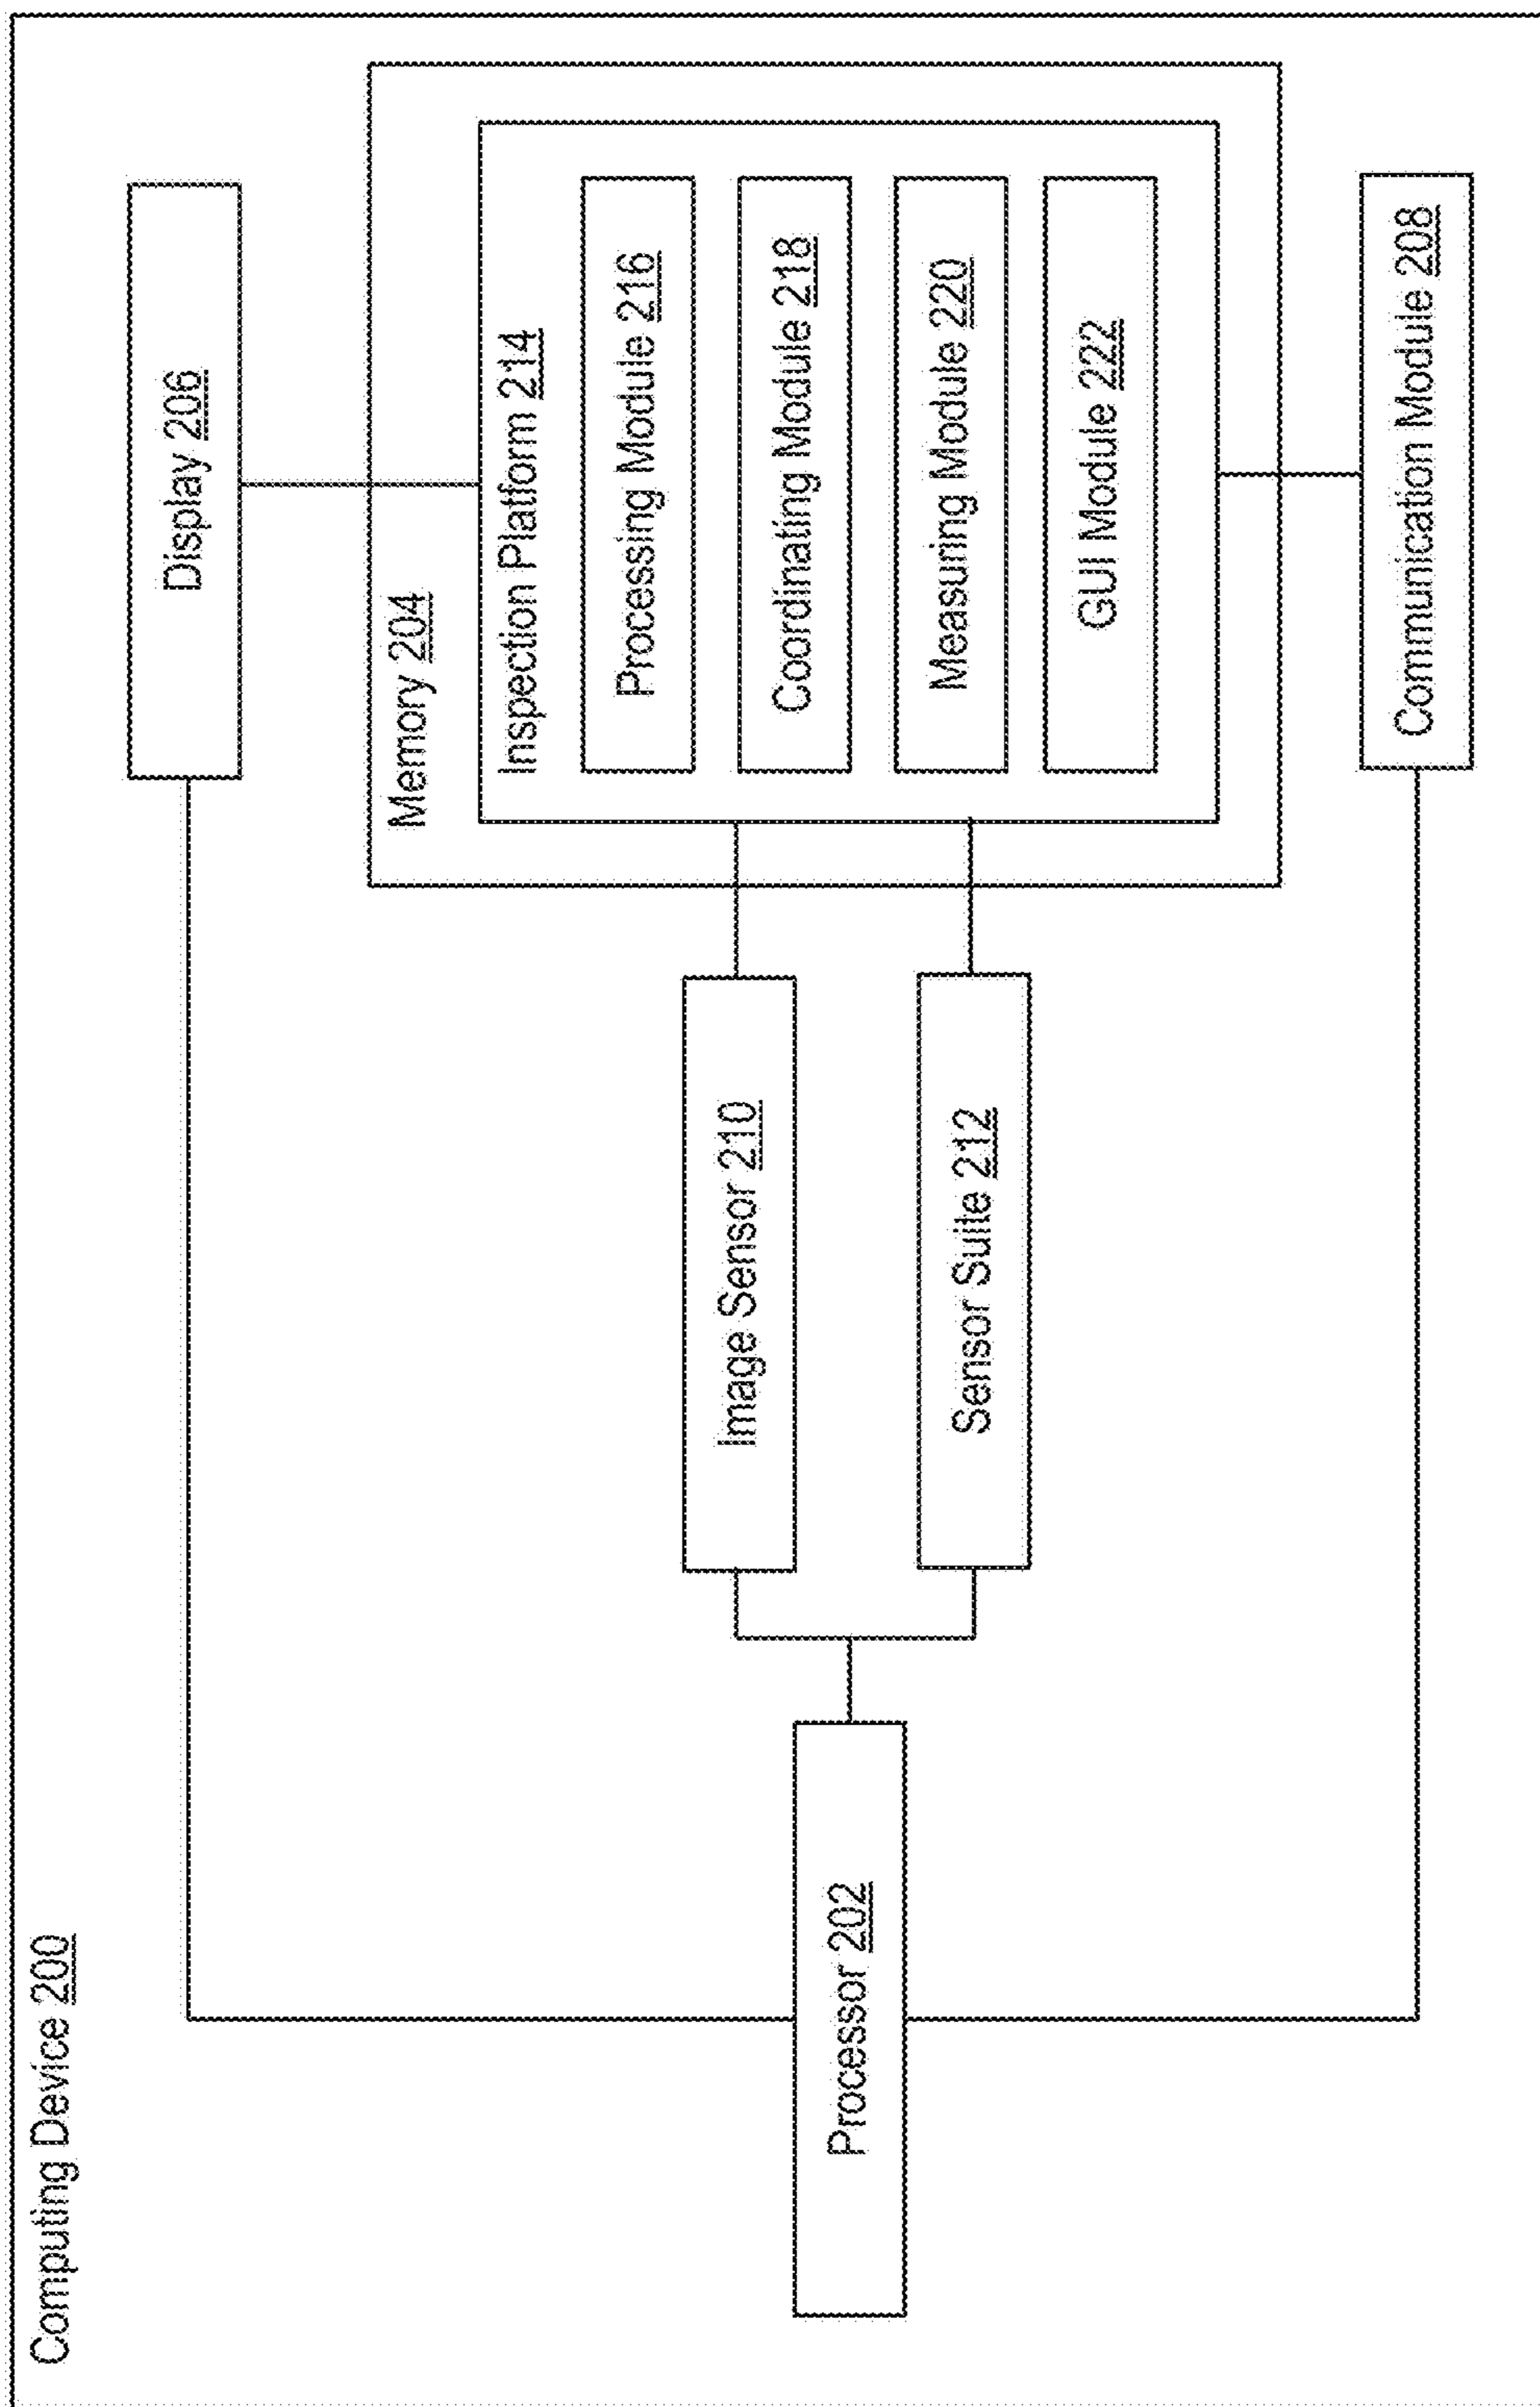 Computing Device 200
Display 206
Memory 204
Inspection Platform 214
Processing Module 216
Coordinating Module 218
Measuring Module 220
GUI Module 222
Image Sensor 210
Sensor Suite 212
Processor 202
Communication Module 208